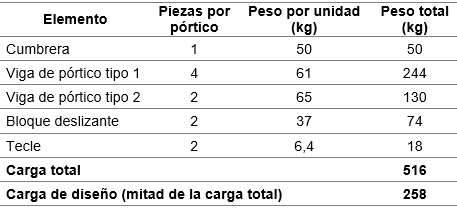 Elemento Piezas por pórtico Peso por unidad (kg) Peso total (kg)
Cumbrera 1 50 50
Viga de pórtico tipo 1 4 61 244
Viga de pórtico tipo 2 2 65 130
Bloque deslizante 2 37 74
Tecle 2 6,4 18
Carga total 516
Carga de diseño (mitad de la carga total) 258